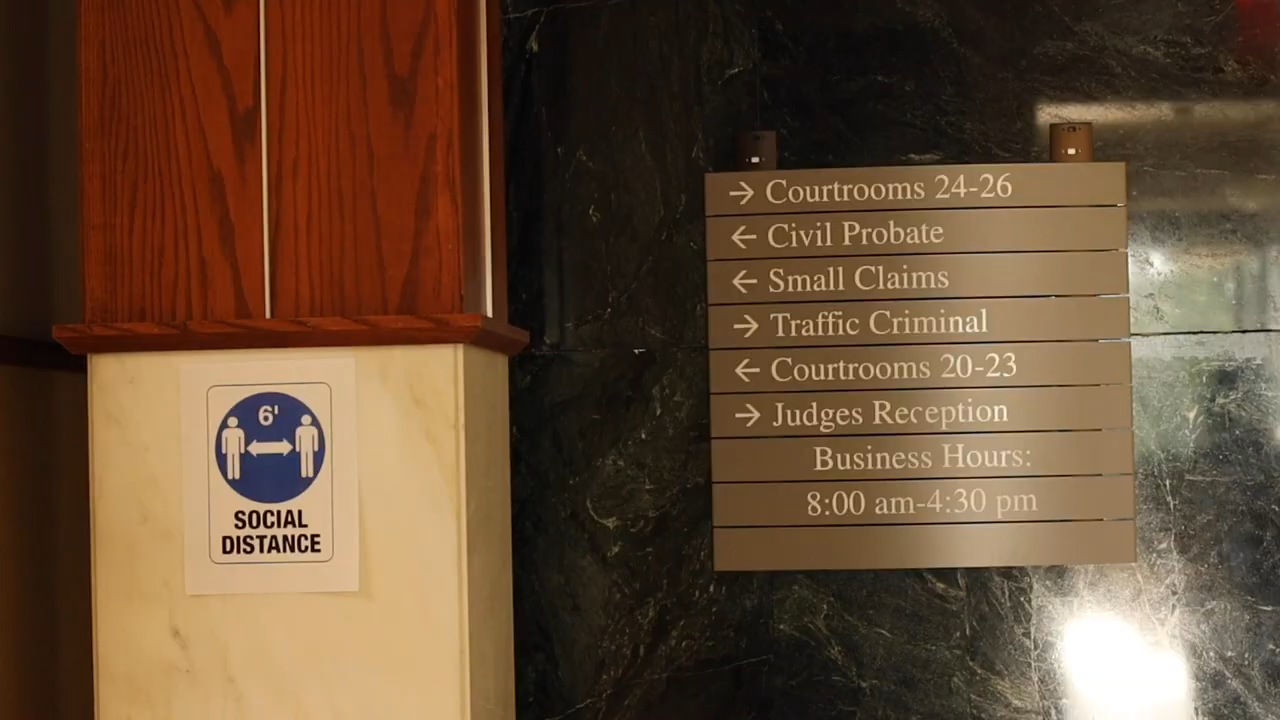 6'
SOCIAL
DISTANCE
→ Courtrooms 24-26
← Civil Probate
← Small Claims
→ Traffic Criminal
← Courtrooms 20-23
→ Judges Reception
Business Hours:
8:00 am-4:30 pm